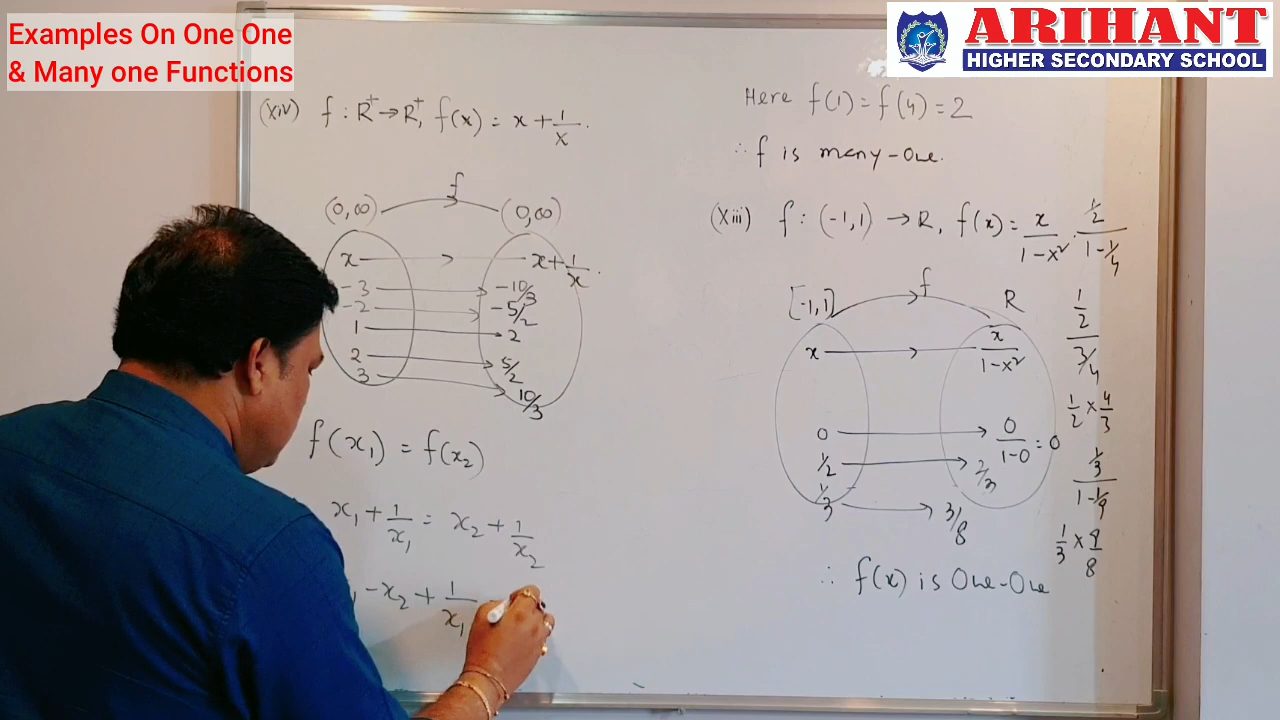 Examples On One One
& Many one Functions
ARIHANT
HIGHER SECONDARY SCHOOL
(xiv) f : R⁺ → R⁺, f(x) = x + 1/x.
f
(0,∞) (0,∞)
x x + 1/x.
-3 -10/3
-2 -5/2
1 2
2 5/2
3 10/3
f(x₁) = f(x₂)
x₁ + 1/x₁ = x₂ + 1/x₂
- x₂ + 1/x₁
Here f(1) = f(4) = 2
∴ f is many-one.
(xiii) f : (-1,1) → R, f(x) = x/(1-x²).
f
[-1,1) R
x x/(1-x²)
0 0/(1-0) = 0
1/2 2/3
1/3 3/8
∴ f(x) is One-One
(1/2)/(1-1/4)
(1/2)/(3/4)
1/2 × 4/3
(1/3)/(1-1/9)
1/3 × 9/8